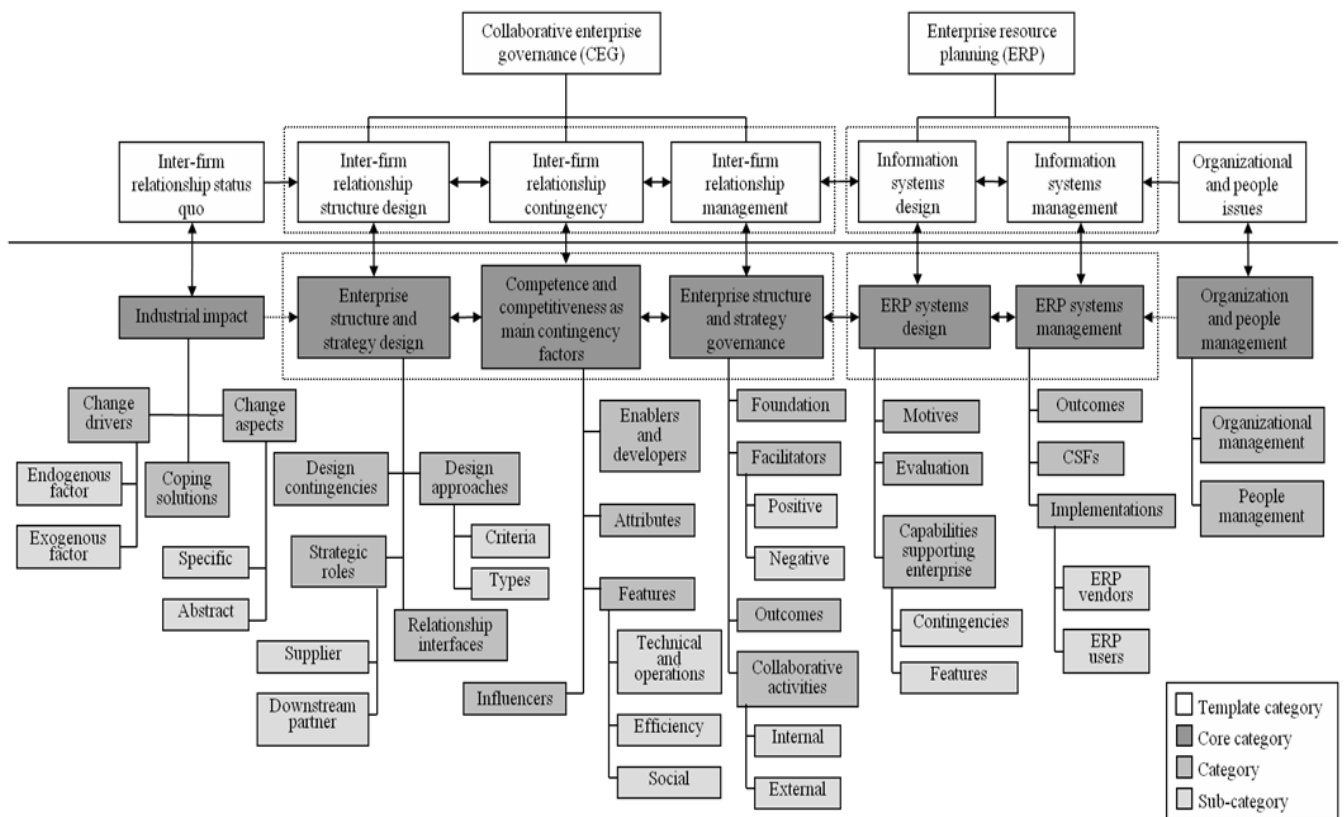 Collaborative enterprise
governance (CEG)
Enterprise resource
planning (ERP)
Inter-firm
relationship status
quo
Inter-firm
relationship
structure design
Inter-firm
relationship
contingency
Inter-firm
relationship
management
Information
systems
design
Information
systems
management
Organizational
and people
issues
Industrial impact
Enterprise
structure and
strategy design
Competence and
competitiveness as
main contingency
factors
Enterprise structure
and strategy
governance
ERP systems
design
ERP systems
management
Organization
and people
management
Change
drivers
Change
aspects
Endogenous
factor
Exogenous
factor
Coping
solutions
Specific
Abstract
Design
contingencies
Design
approaches
Criteria
Types
Strategic
roles
Relationship
interfaces
Supplier
Downstream
partner
Enablers
and
developers
Attributes
Features
Technical
and
operations
Efficiency
Social
Influencers
Foundation
Facilitators
Positive
Negative
Outcomes
Collaborative
activities
Internal
External
Motives
Evaluation
Capabilities
supporting
enterprise
Contingencies
Features
Outcomes
CSFs
Implementations
ERP
vendors
ERP
users
Organizational
management
People
management
Template category
Core category
Category
Sub-category